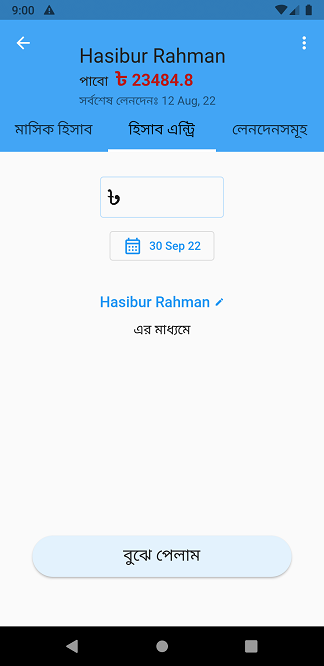 9:00
Hasibur Rahman
পাবো ৳ 23484.8
সর্বশেষ লেনদেনঃ 12 Aug, 22
মাসিক হিসাব হিসাব এন্ট্রি লেনদেনসমূহ
৳
30 Sep 22
Hasibur Rahman
এর মাধ্যমে
বুঝে পেলাম